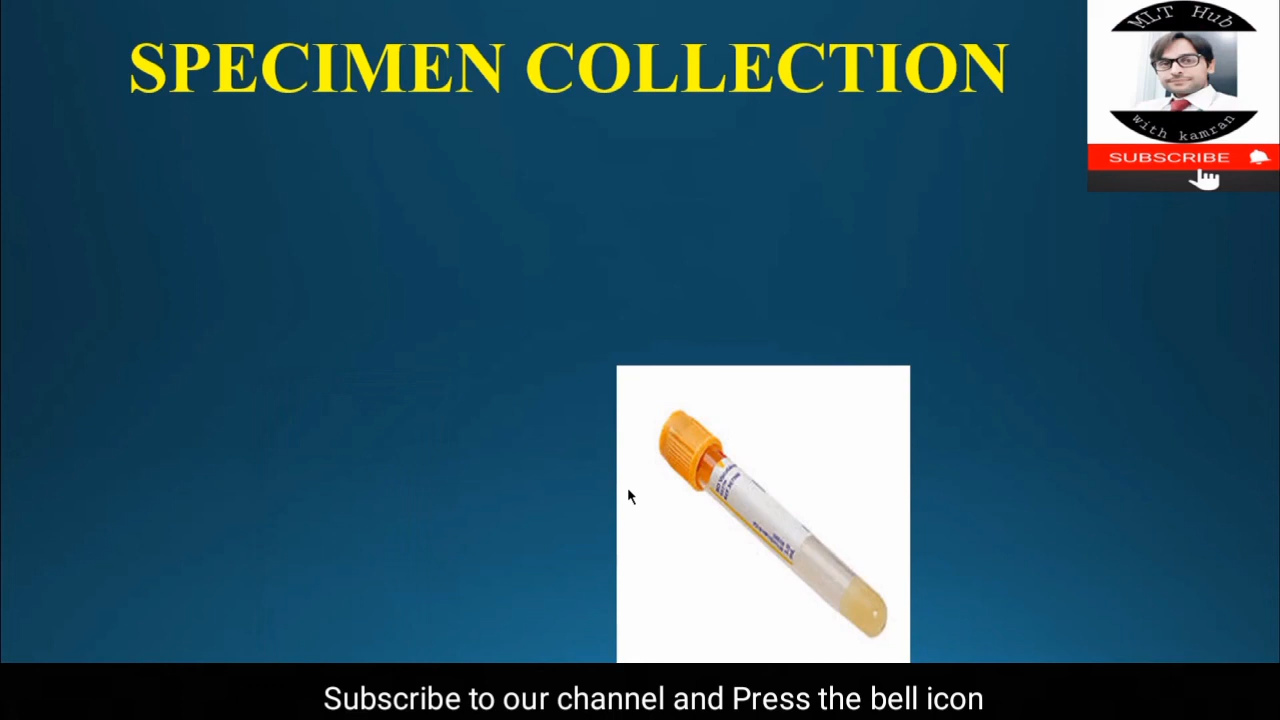 SPECIMEN COLLECTION
MLT Hub
with kamran
SUBSCRIBE
Subscribe to our channel and Press the bell icon